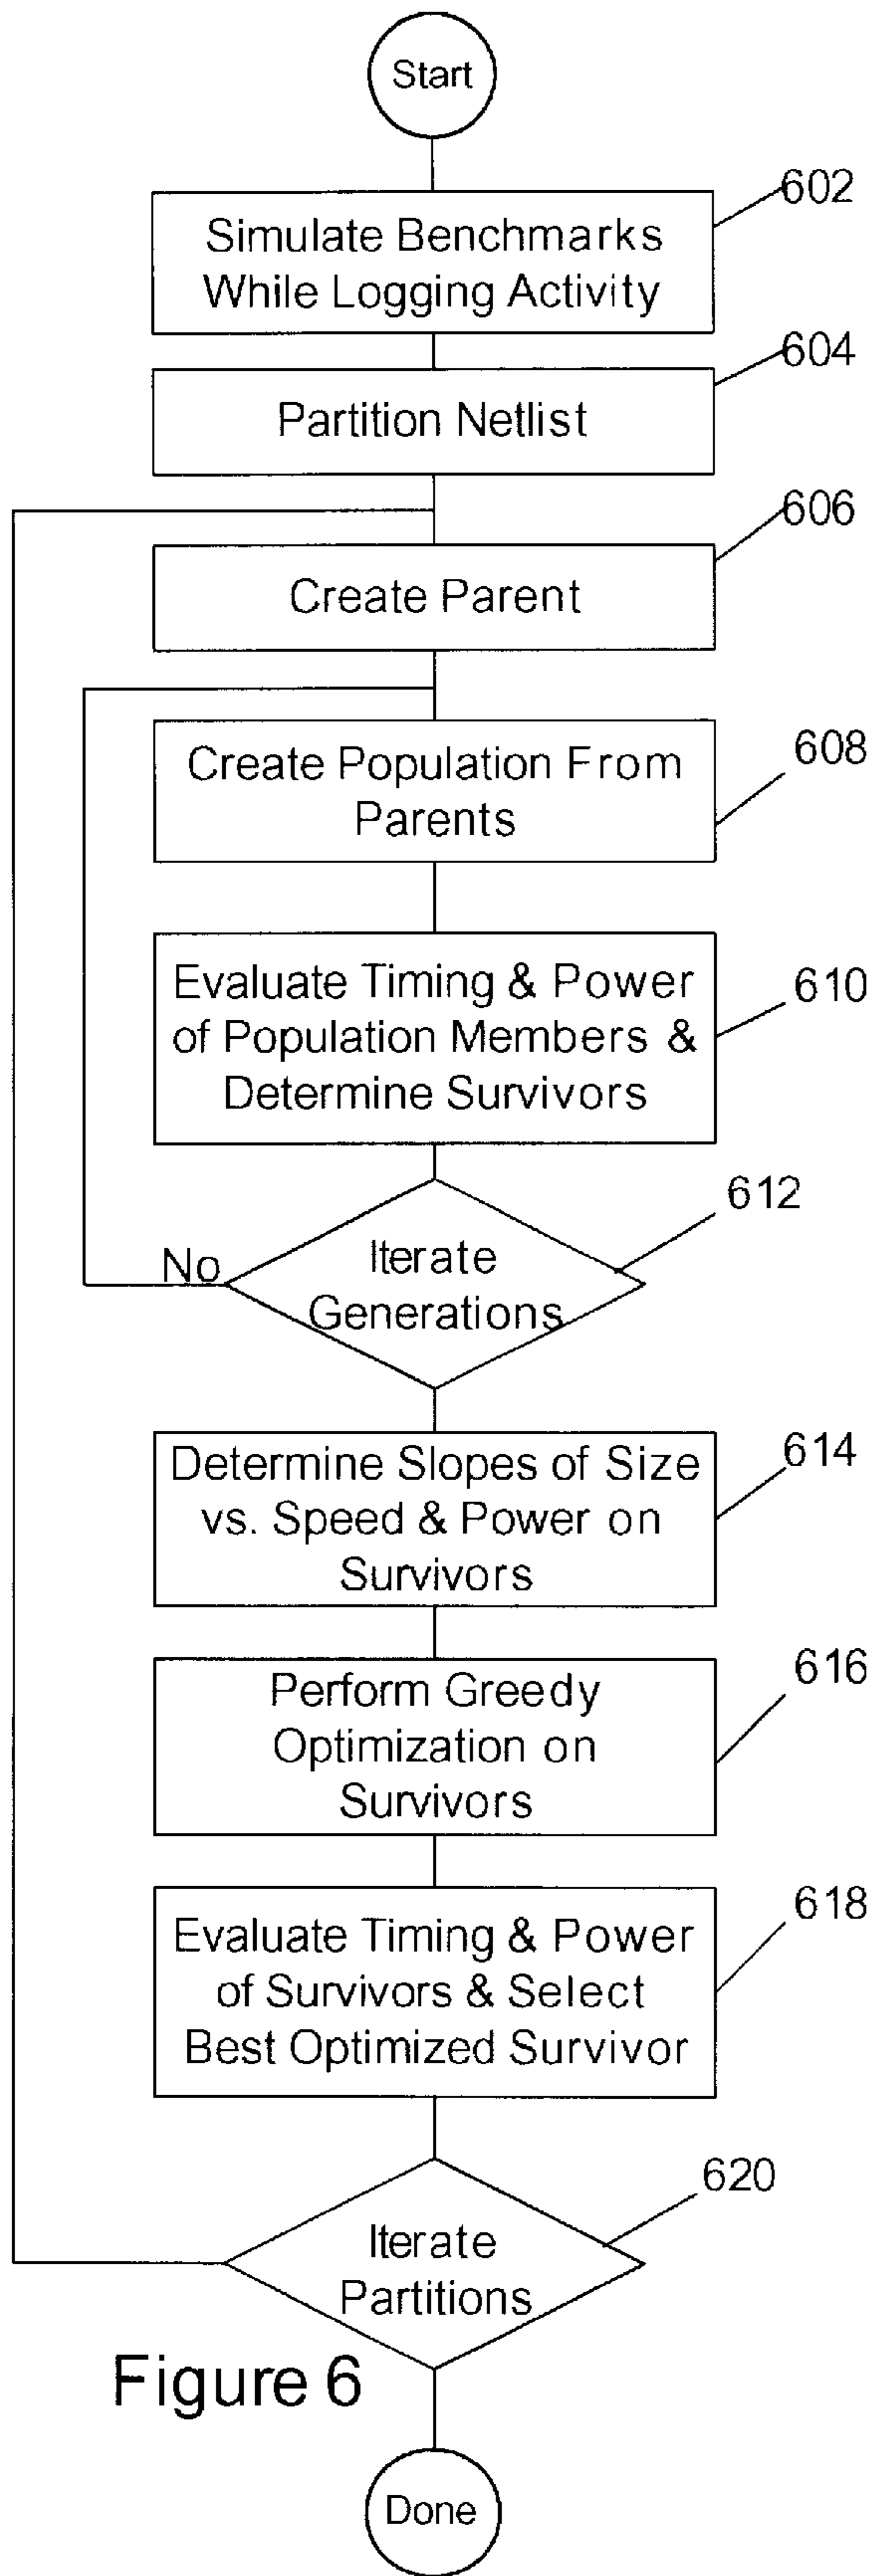 Start
602
Simulate Benchmarks
While Logging Activity
604
Partition Netlist
606
Create Parent
608
Create Population From
Parents
610
Evaluate Timing & Power
of Population Members &
Determine Survivors
612
No
Iterate
Generations
614
Determine Slopes of Size
vs. Speed & Power on
Survivors
616
Perform Greedy
Optimization on
Survivors
618
Evaluate Timing & Power
of Survivors & Select
Best Optimized Survivor
620
Iterate
Partitions
Figure 6
Done